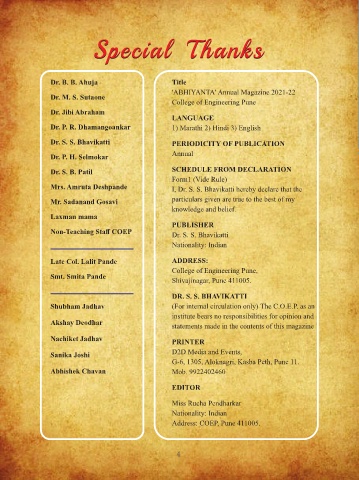 Special Thanks
Dr. B. B. Ahuja
Dr. M. S. Sutaone
Dr. Jibi Abraham
Dr. P. R. Dhamangoankar
Dr. S. S. Bhavikatti
Dr. P. H. Selmokar
Dr. S. B. Patil
Mrs. Amruta Deshpande
Mr. Sadanand Gosavi
Laxman mama
Non-Teaching Staff COEP
Late Col. Lalit Pande
Smt. Smita Pande
Shubham Jadhav
Akshay Deodhar
Nachiket Jadhav
Sanika Joshi
Abhishek Chavan
Title
'ABHIYANTA' Annual Magazine 2021-22
College of Engineering Pune
LANGUAGE
1) Marathi 2) Hindi 3) English
PERIODICITY OF PUBLICATION
Annual
SCHEDULE FROM DECLARATION
Form1 (Vide Rule)
I, Dr. S. S. Bhavikatti hereby declare that the
particulars given are true to the best of my
knowledge and belief.
PUBLISHER
Dr. S. S. Bhavikatti
Nationality: Indian
ADDRESS:
College of Engineering Pune,
Shivajinagar, Pune 411005.
DR. S. S. BHAVIKATTI
(For internal circulation only) The C.O.E.P. as an
institute bears no responsibilities for opinion and
statements made in the contents of this magazine
PRINTER
D2D Media and Events,
G-6, 1305, Aloknagri, Kasba Peth, Pune 11.
Mob. 9922402460
EDITOR
Miss Rucha Pendharkar
Nationality: Indian
Address: COEP, Pune 411005.